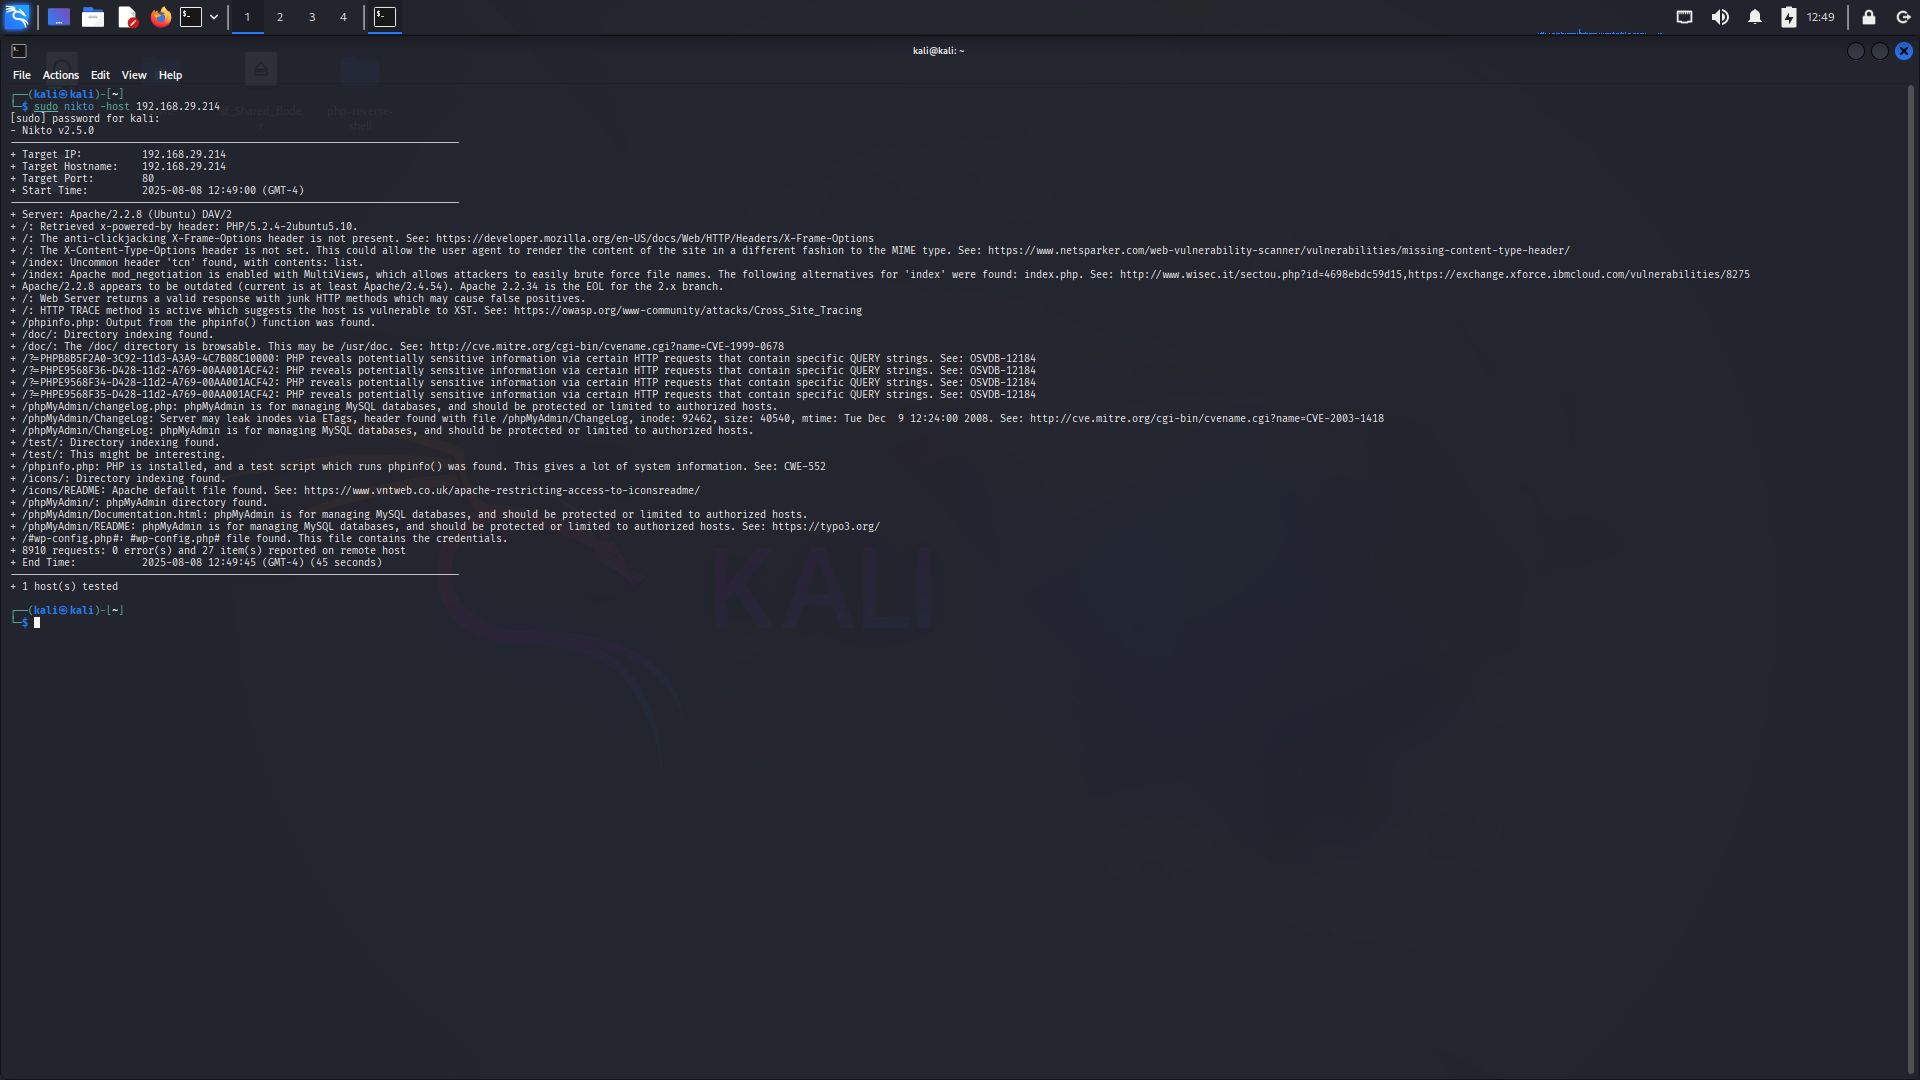 1 2 3 4
12:49
kali@kali: ~
File Actions Edit View Help
┌──(kali㉿kali)-[~]
└─$ sudo nikto -host 192.168.29.214
[sudo] password for kali:
- Nikto v2.5.0
+ Target IP: 192.168.29.214
+ Target Hostname: 192.168.29.214
+ Target Port: 80
+ Start Time: 2025-08-08 12:49:00 (GMT-4)
+ Server: Apache/2.2.8 (Ubuntu) DAV/2
+ /: Retrieved x-powered-by header: PHP/5.2.4-2ubuntu5.10.
+ /: The anti-clickjacking X-Frame-Options header is not present. See: https://developer.mozilla.org/en-US/docs/Web/HTTP/Headers/X-Frame-Options
+ /: The X-Content-Type-Options header is not set. This could allow the user agent to render the content of the site in a different fashion to the MIME type. See: https://www.netsparker.com/web-vulnerability-scanner/vulnerabilities/missing-content-type-header/
+ /index: Uncommon header 'tcn' found, with contents: list.
+ /index: Apache mod_negotiation is enabled with MultiViews, which allows attackers to easily brute force file names. The following alternatives for 'index' were found: index.php. See: http://www.wisec.it/sectou.php?id=4698ebdc59d15,https://exchange.xforce.ibmcloud.com/vulnerabilities/8275
+ Apache/2.2.8 appears to be outdated (current is at least Apache/2.4.54). Apache 2.2.34 is the EOL for the 2.x branch.
+ /: Web Server returns a valid response with junk HTTP methods which may cause false positives.
+ /: HTTP TRACE method is active which suggests the host is vulnerable to XST. See: https://owasp.org/www-community/attacks/Cross_Site_Tracing
+ /phpinfo.php: Output from the phpinfo() function was found.
+ /doc/: Directory indexing found.
+ /doc/: The /doc/ directory is browsable. This may be /usr/doc. See: http://cve.mitre.org/cgi-bin/cvename.cgi?name=CVE-1999-0678
+ /?=PHPB8B5F2A0-3C92-11d3-A3A9-4C7B08C10000: PHP reveals potentially sensitive information via certain HTTP requests that contain specific QUERY strings. See: OSVDB-12184
+ /?=PHPE9568F36-D428-11d2-A769-00AA001ACF42: PHP reveals potentially sensitive information via certain HTTP requests that contain specific QUERY strings. See: OSVDB-12184
+ /?=PHPE9568F34-D428-11d2-A769-00AA001ACF42: PHP reveals potentially sensitive information via certain HTTP requests that contain specific QUERY strings. See: OSVDB-12184
+ /?=PHPE9568F35-D428-11d2-A769-00AA001ACF42: PHP reveals potentially sensitive information via certain HTTP requests that contain specific QUERY strings. See: OSVDB-12184
+ /phpMyAdmin/changelog.php: phpMyAdmin is for managing MySQL databases, and should be protected or limited to authorized hosts.
+ /phpMyAdmin/ChangeLog: Server may leak inodes via ETags, header found with file /phpMyAdmin/ChangeLog, inode: 92462, size: 40540, mtime: Tue Dec  9 12:24:00 2008. See: http://cve.mitre.org/cgi-bin/cvename.cgi?name=CVE-2003-1418
+ /phpMyAdmin/ChangeLog: phpMyAdmin is for managing MySQL databases, and should be protected or limited to authorized hosts.
+ /test/: Directory indexing found.
+ /test/: This might be interesting.
+ /phpinfo.php: PHP is installed, and a test script which runs phpinfo() was found. This gives a lot of system information. See: CWE-552
+ /icons/: Directory indexing found.
+ /icons/README: Apache default file found. See: https://www.vntweb.co.uk/apache-restricting-access-to-iconsreadme/
+ /phpMyAdmin/: phpMyAdmin directory found.
+ /phpMyAdmin/Documentation.html: phpMyAdmin is for managing MySQL databases, and should be protected or limited to authorized hosts.
+ /phpMyAdmin/README: phpMyAdmin is for managing MySQL databases, and should be protected or limited to authorized hosts. See: https://typo3.org/
+ /#wp-config.php#: #wp-config.php# file found. This file contains the credentials.
+ 8910 requests: 0 error(s) and 27 item(s) reported on remote host
+ End Time: 2025-08-08 12:49:45 (GMT-4) (45 seconds)
+ 1 host(s) tested
┌──(kali㉿kali)-[~]
└─$
KALI